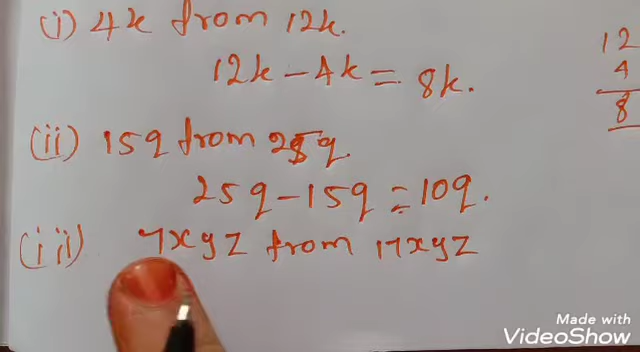 (i) 4k from 12k.
12k - 4k = 8k.
12
4
8
(ii) 15q from 25q.
25q - 15q = 10q.
(iii) 7xyz from 17xyz
Made with
VideoShow